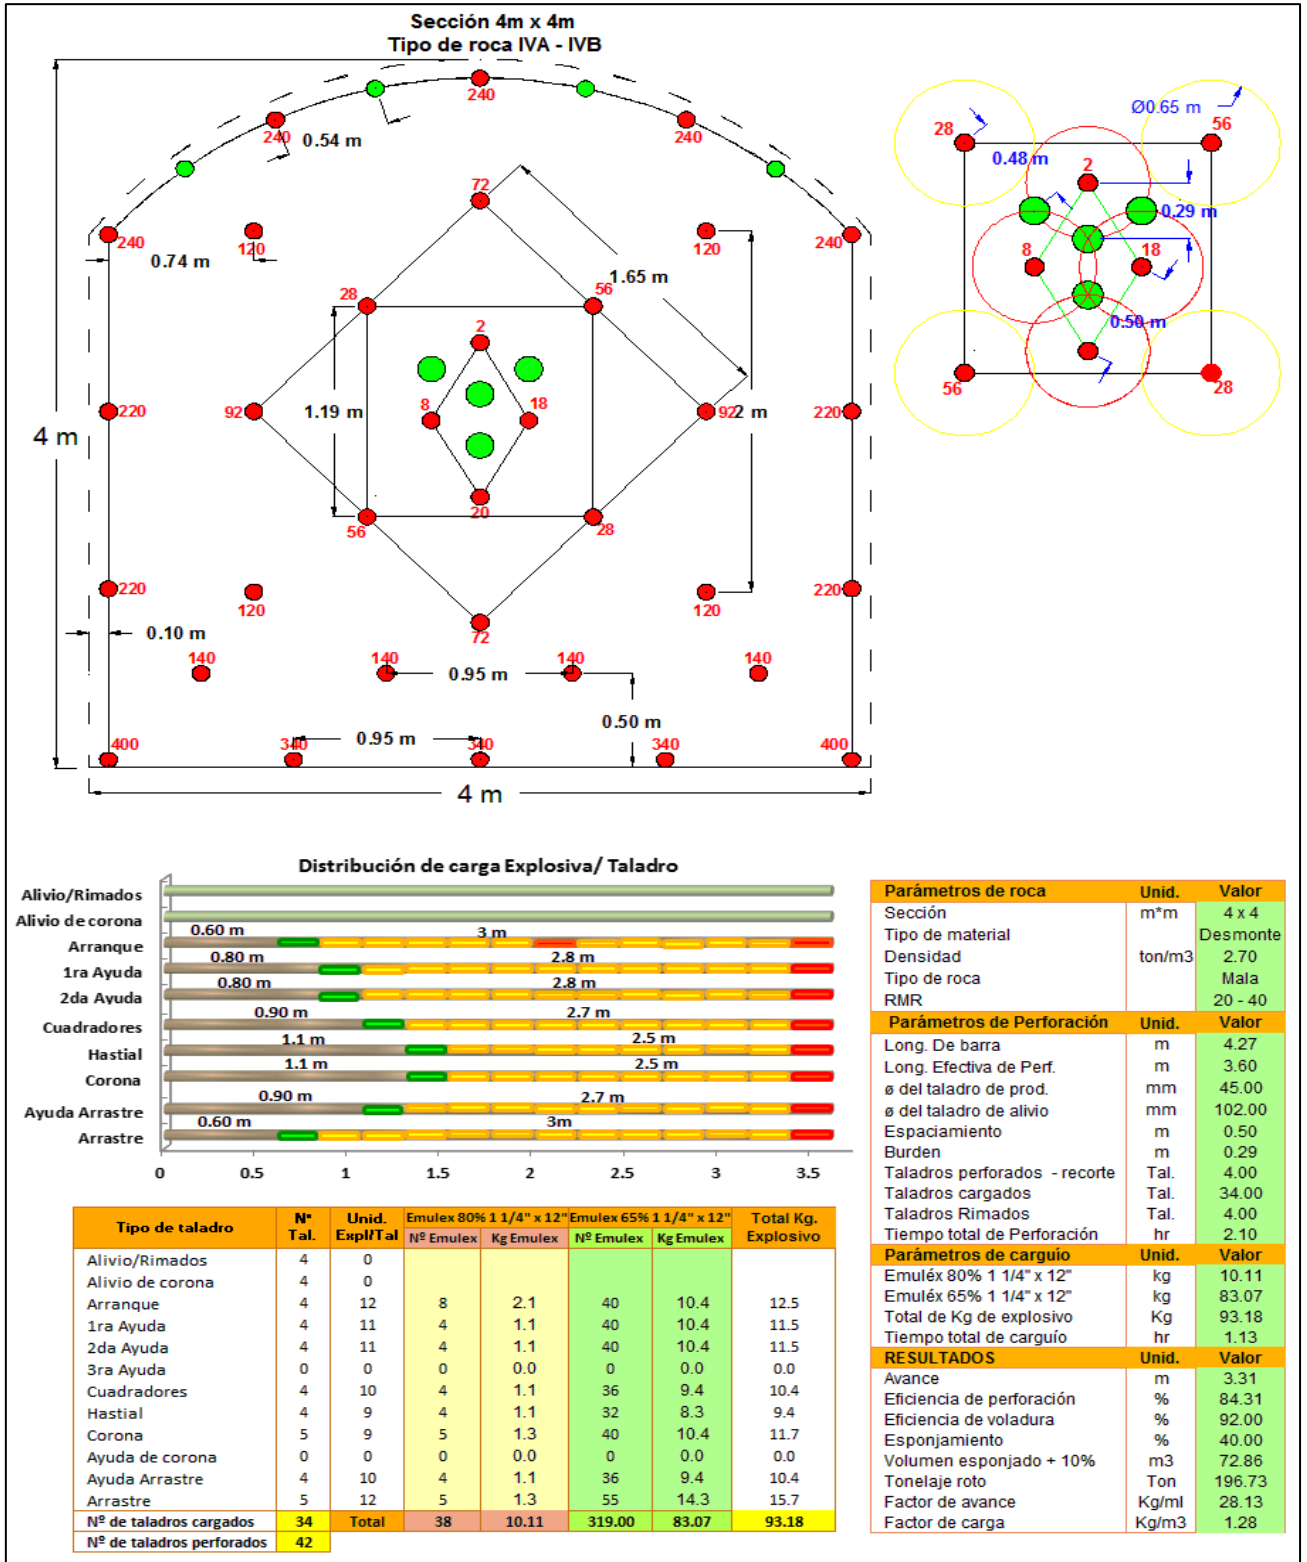 Sección 4m x 4m
Tipo de roca IVA - IVB
240
240
240
240
240
240
0.54 m
0.74 m
120
120
72
1.65 m
28
56
2
8
18
20
1.19 m
92
92
2 m
4 m
220
220
56
28
220
220
120
120
72
0.10 m
140
140
140
140
0.95 m
0.50 m
400
340
340
340
400
0.95 m
4 m
28
56
Ø0.65 m
0.48 m
2
0.29 m
8
18
0.50 m
56
28
Distribución de carga Explosiva/ Taladro
Alivio/Rimados
Alivio de corona
Arranque 0.60 m 3 m
1ra Ayuda 0.80 m 2.8 m
2da Ayuda 0.80 m 2.8 m
Cuadradores 0.90 m 2.7 m
Hastial 1.1 m 2.5 m
Corona 1.1 m 2.5 m
Ayuda Arrastre 0.90 m 2.7 m
Arrastre 0.60 m 3m
0 0.5 1 1.5 2 2.5 3 3.5
Tipo de taladro N° Tal. Unid. Expl/Tal Emulex 80% 1 1/4" x 12" Emulex 65% 1 1/4" x 12" Total Kg. Explosivo
Nº Emulex Kg Emulex Nº Emulex Kg Emulex
Alivio/Rimados 4 0
Alivio de corona 4 0
Arranque 4 12 8 2.1 40 10.4 12.5
1ra Ayuda 4 11 4 1.1 40 10.4 11.5
2da Ayuda 4 11 4 1.1 40 10.4 11.5
3ra Ayuda 0 0 0 0.0 0 0.0 0.0
Cuadradores 4 10 4 1.1 36 9.4 10.4
Hastial 4 9 4 1.1 32 8.3 9.4
Corona 5 9 5 1.3 40 10.4 11.7
Ayuda de corona 0 0 0 0.0 0 0.0 0.0
Ayuda Arrastre 4 10 4 1.1 36 9.4 10.4
Arrastre 5 12 5 1.3 55 14.3 15.7
Nº de taladros cargados 34 Total 38 10.11 319.00 83.07 93.18
Nº de taladros perforados 42
Parámetros de roca Unid. Valor
Sección m*m 4 x 4
Tipo de material Desmonte
Densidad ton/m3 2.70
Tipo de roca Mala
RMR 20 - 40
Parámetros de Perforación Unid. Valor
Long. De barra m 4.27
Long. Efectiva de Perf. m 3.60
ø del taladro de prod. mm 45.00
ø del taladro de alivio mm 102.00
Espaciamiento m 0.50
Burden m 0.29
Taladros perforados - recorte Tal. 4.00
Taladros cargados Tal. 34.00
Taladros Rimados Tal. 4.00
Tiempo total de Perforación hr 2.10
Parámetros de carguío Unid. Valor
Emuléx 80% 1 1/4" x 12" kg 10.11
Emuléx 65% 1 1/4" x 12" kg 83.07
Total de Kg de explosivo Kg 93.18
Tiempo total de carguío hr 1.13
RESULTADOS Unid. Valor
Avance m 3.31
Eficiencia de perforación % 84.31
Eficiencia de voladura % 92.00
Esponjamiento % 40.00
Volumen esponjado + 10% m3 72.86
Tonelaje roto Ton 196.73
Factor de avance Kg/ml 28.13
Factor de carga Kg/m3 1.28